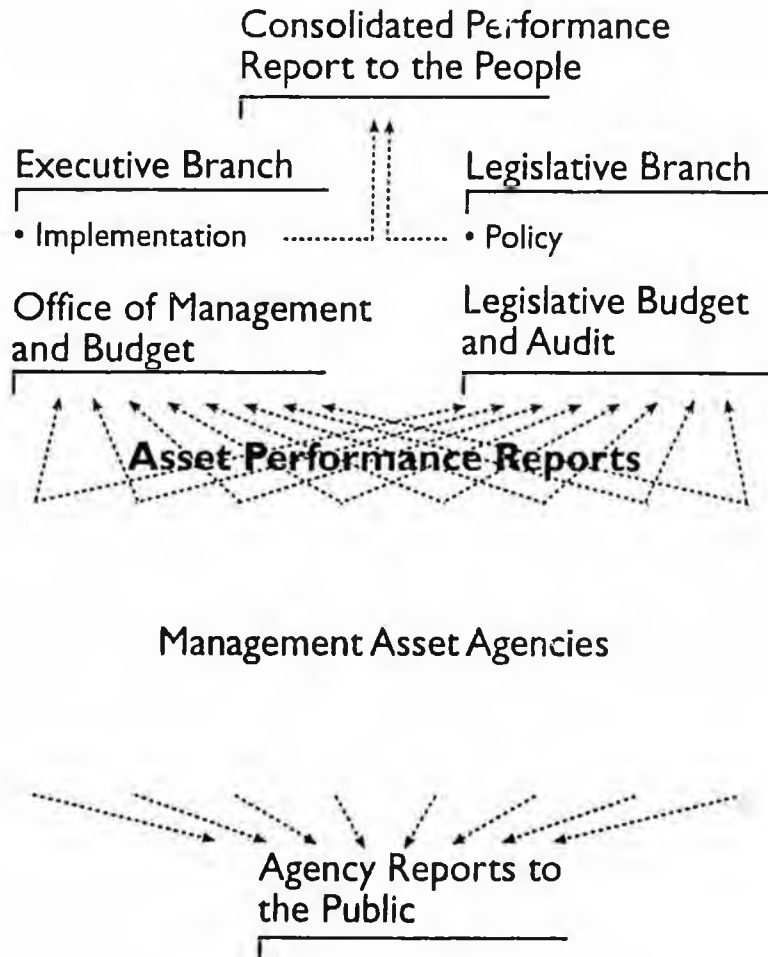 Consolidated Performance
Report to the People
Executive Branch
• Implementation
Legislative Branch
• Policy
Office of Management
and Budget
Legislative Budget
and Audit
Asset Performance Reports
Management Asset Agencies
Agency Reports to
the Public